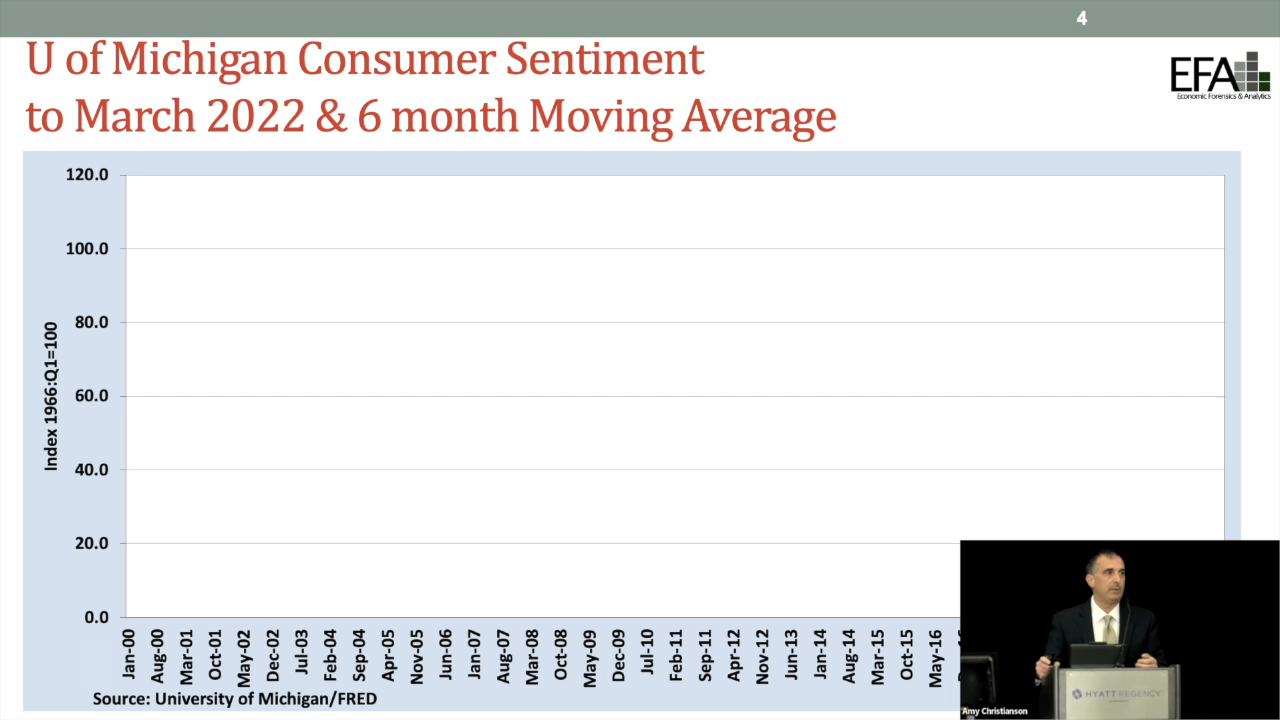 4
U of Michigan Consumer Sentiment
to March 2022 & 6 month Moving Average
EFA
Economic Forensics & Analytics
120.0
100.0
80.0
60.0
40.0
20.0
0.0
Index 1966:Q1=100
Jan-00
Aug-00
Mar-01
Oct-01
May-02
Dec-02
Jul-03
Feb-04
Sep-04
Apr-05
Nov-05
Jun-06
Jan-07
Aug-07
Mar-08
Oct-08
May-09
Dec-09
Jul-10
Feb-11
Sep-11
Apr-12
Nov-12
Jun-13
Jan-14
Aug-14
Mar-15
Oct-15
May-16
Source: University of Michigan/FRED
HYATT REGENCY
Amy Christianson